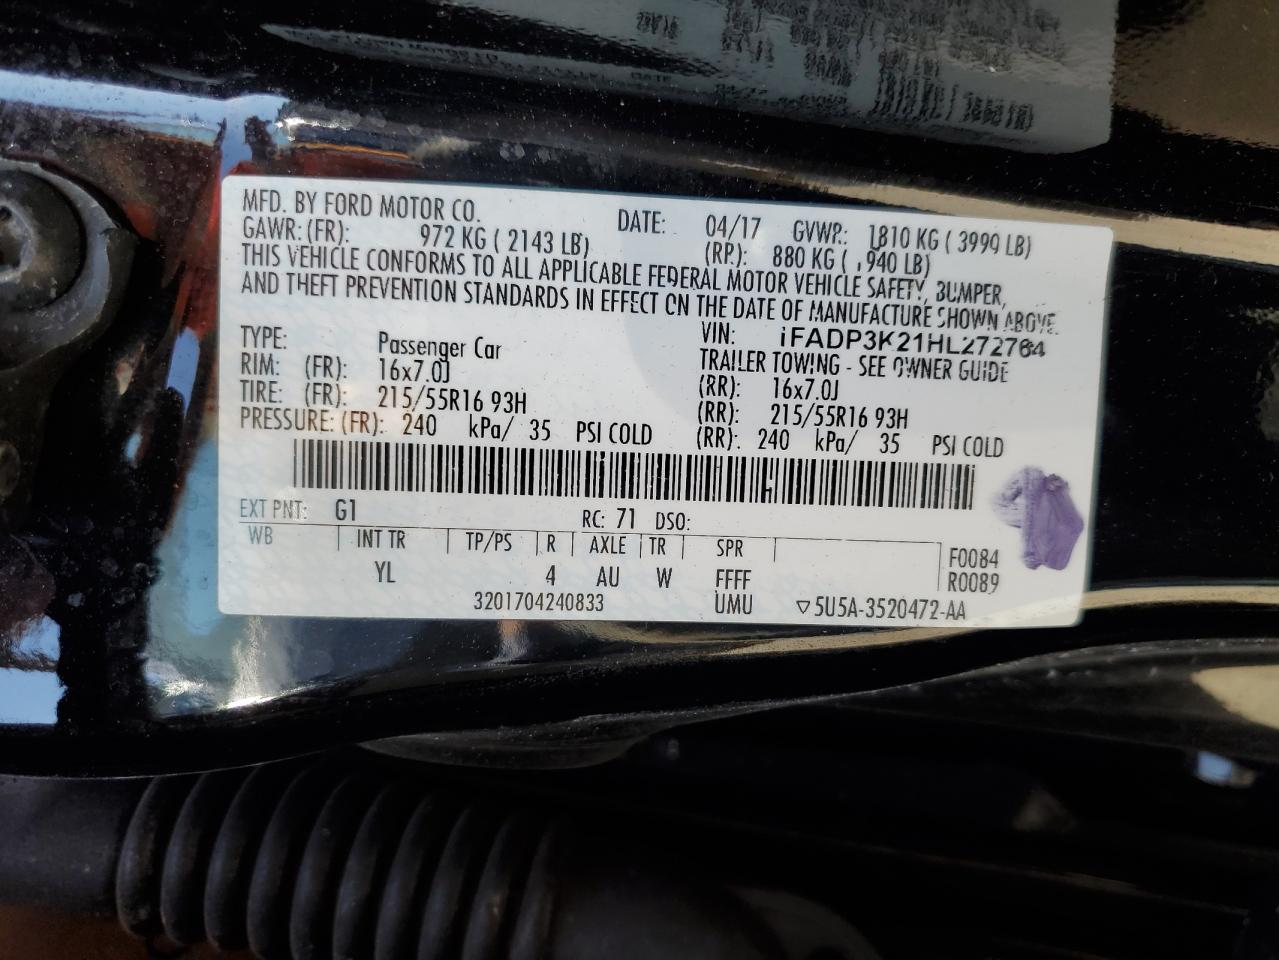 MFD. BY FORD MOTOR CO. DATE: 04/17 GVWR: 1810 KG ( 3990 LB)
GAWR: (FR): 972 KG ( 2143 LB) (RP): 880 KG ( .940 LB)
THIS VEHICLE CONFORMS TO ALL APPLICABLE FEDERAL MOTOR VEHICLE SAFETY, BUMPER,
AND THEFT PREVENTION STANDARDS IN EFFECT ON THE DATE OF MANUFACTURE SHOWN ABOVE.
VIN: 1FADP3K21HL272764
TYPE: Passenger Car TRAILER TOWING - SEE OWNER GUIDE
RIM: (FR): 16x7.0J (RR): 16x7.0J
TIRE: (FR): 215/55R16 93H (RR): 215/55R16 93H
PRESSURE: (FR): 240 kPa/ 35 PSI COLD (RR): 240 kPa/ 35 PSI COLD
EXT PNT: G1 RC: 71 DSO:
WB INT TR TP/PS R AXLE TR SPR F0084
YL 4 AU W FFFF R0089
3201704240833 UMU ▽5U5A-3520472-AA